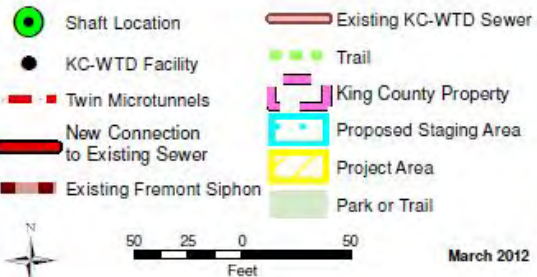 Shaft Location
KC-WTD Facility
Twin Microtunnels
New Connection
to Existing Sewer
Existing Fremont Siphon
Existing KC-WTD Sewer
Trail
King County Property
Proposed Staging Area
Project Area
Park or Trail
N
50 25 0 50
Feet
March 2012